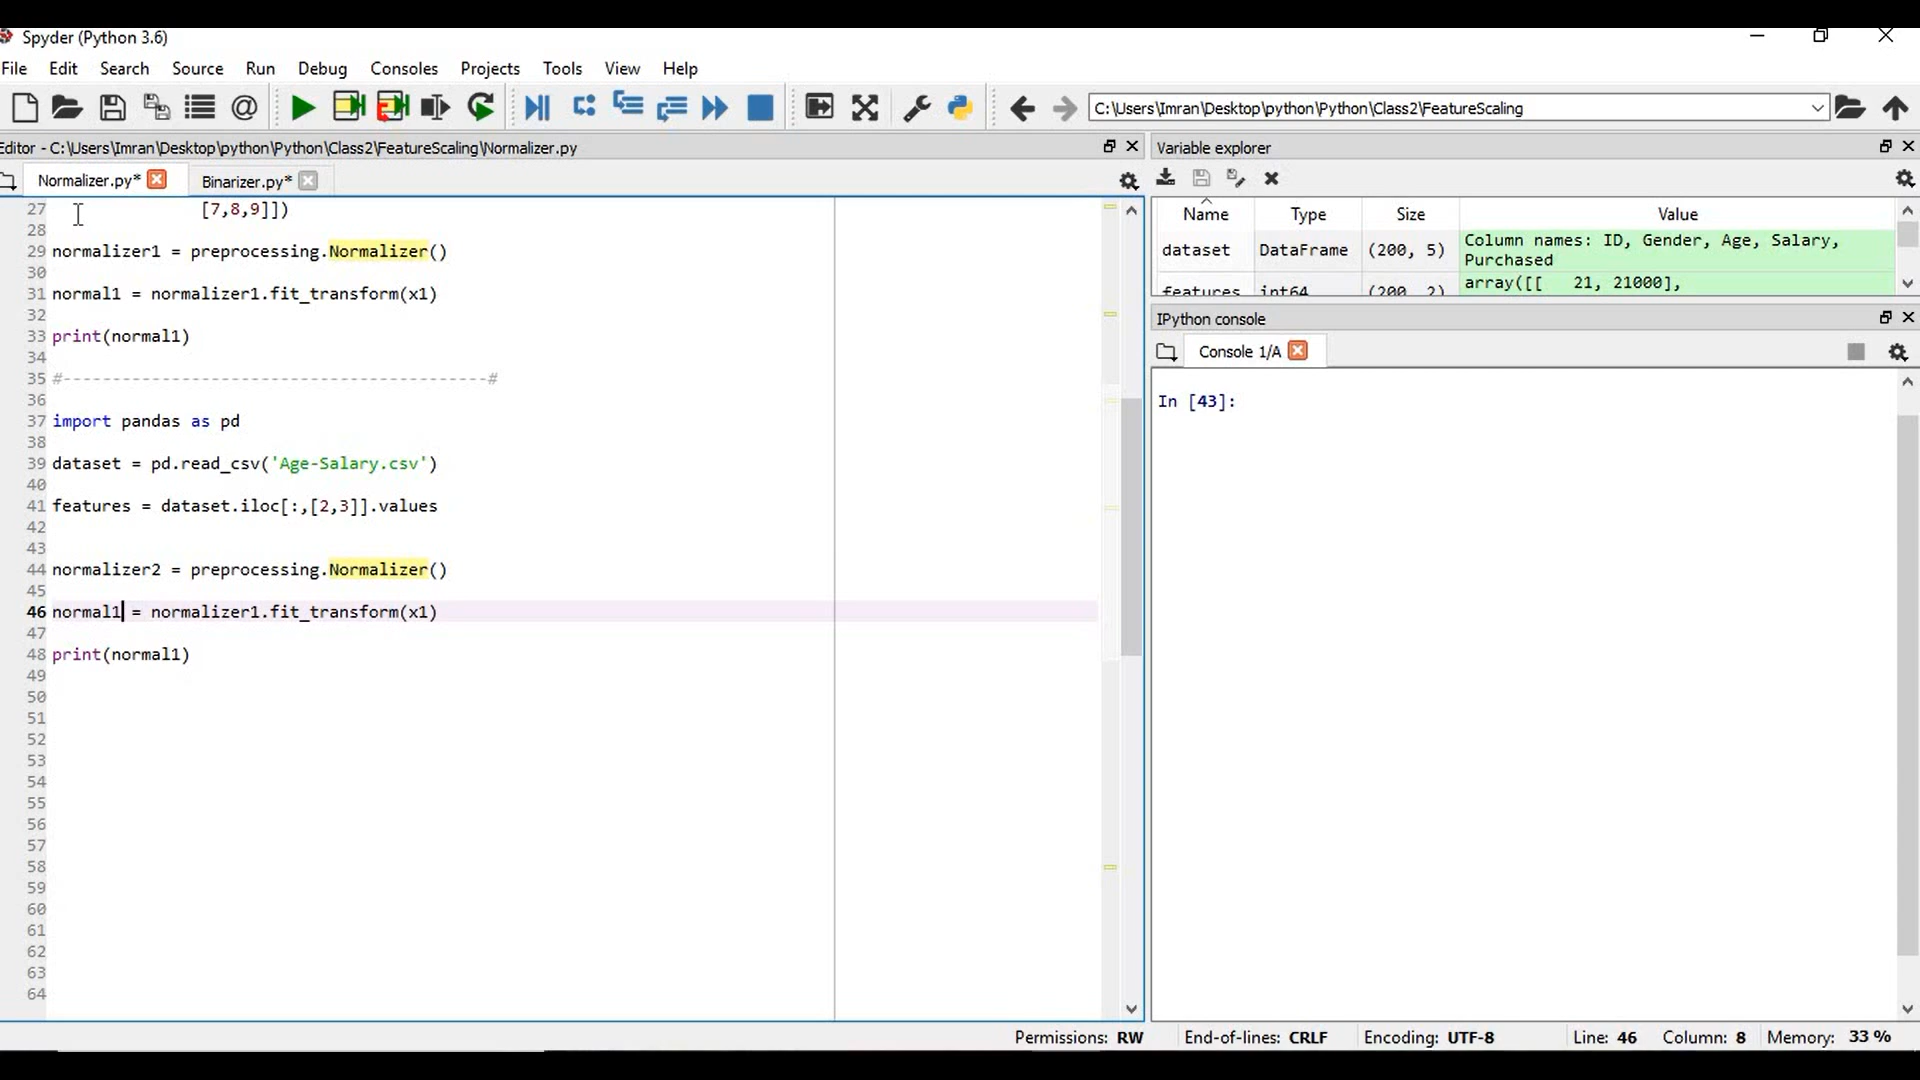 Spyder (Python 3.6)
File Edit Search Source Run Debug Consoles Projects Tools View Help
C:\Users\Imran\Desktop\python\Python\Class2\FeatureScaling
Editor - C:\Users\Imran\Desktop\python\Python\Class2\FeatureScaling\Normalizer.py
Normalizer.py* Binarizer.py*
27 [7,8,9]])
28
29 normalizer1 = preprocessing.Normalizer()
30
31 normal1 = normalizer1.fit_transform(x1)
32
33 print(normal1)
34
35 #-------------------------------------------#
36
37 import pandas as pd
38
39 dataset = pd.read_csv('Age-Salary.csv')
40
41 features = dataset.iloc[:,[2,3]].values
42
43
44 normalizer2 = preprocessing.Normalizer()
45
46 normal1 = normalizer1.fit_transform(x1)
47
48 print(normal1)
49
50
51
52
53
54
55
56
57
58
59
60
61
62
63
64
Variable explorer
Name Type Size Value
dataset DataFrame (200, 5) Column names: ID, Gender, Age, Salary,
Purchased
features int64 (200, 2) array([[ 21, 21000],
IPython console
Console 1/A
In [43]:
Permissions: RW End-of-lines: CRLF Encoding: UTF-8 Line: 46 Column: 8 Memory: 33 %